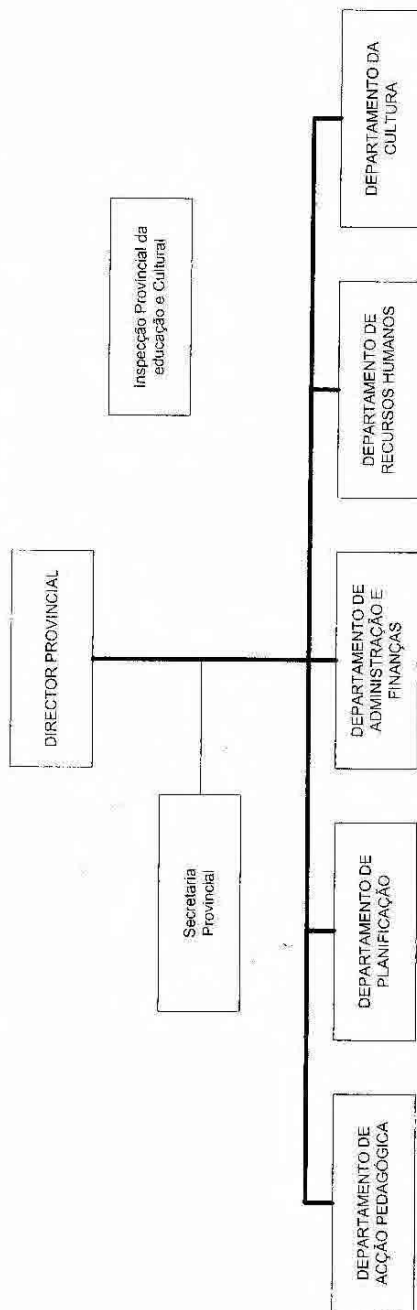 DIRECTOR PROVINCIAL
Inspecção Provincial da
educação e Cultural
Secretaria
Provincial
DEPARTAMENTO DE
ACÇÃO PEDAGÓGICA
DEPARTAMENTO DE
PLANIFICAÇÃO
DEPARTAMENTO DE
ADMINISTRAÇÃO E
FINANÇAS
DEPARTAMENTO DE
RECURSOS HUMANOS
DEPARTAMENTO DA
CULTURA